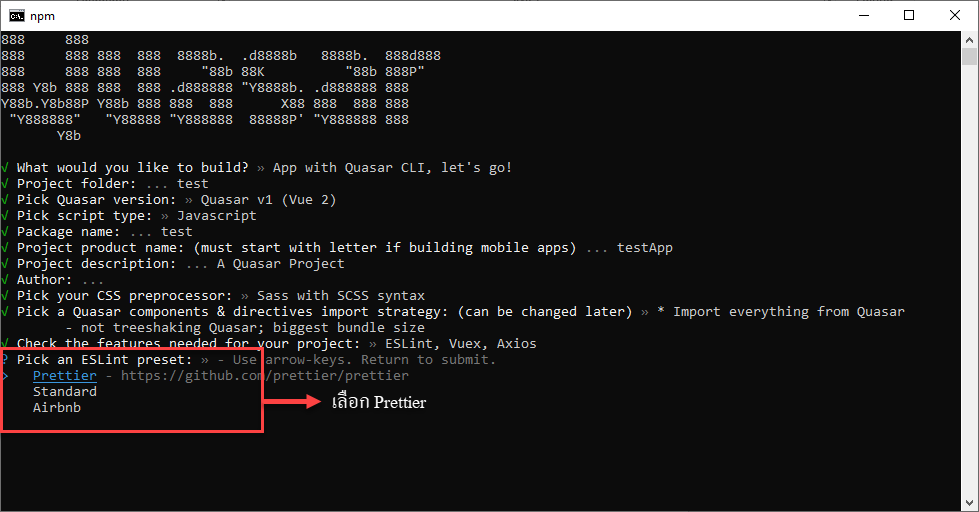 npm
888     888
888     888 888  888  8888b.  .d8888b   8888b.  888d888
888     888 888  888     "88b 88K          "88b 888P"
888 Y8b 888 888  888 .d888888 "Y8888b. .d888888 888
Y88b.Y8b88P Y88b 888 888  888      X88 888  888 888
 "Y888888"   "Y88888 "Y888888  88888P' "Y888888 888
       Y8b
√ What would you like to build? » App with Quasar CLI, let's go!
√ Project folder: ... test
√ Pick Quasar version: » Quasar v1 (Vue 2)
√ Pick script type: » Javascript
√ Package name: ... test
√ Project product name: (must start with letter if building mobile apps) ... testApp
√ Project description: ... A Quasar Project
√ Author: ...
√ Pick your CSS preprocessor: » Sass with SCSS syntax
√ Pick a Quasar components & directives import strategy: (can be changed later) » * Import everything from Quasar
        - not treeshaking Quasar; biggest bundle size
√ Check the features needed for your project: » ESLint, Vuex, Axios
? Pick an ESLint preset: » - Use arrow-keys. Return to submit.
>   Prettier - https://github.com/prettier/prettier
    Standard
    Airbnb
เลือก Prettier